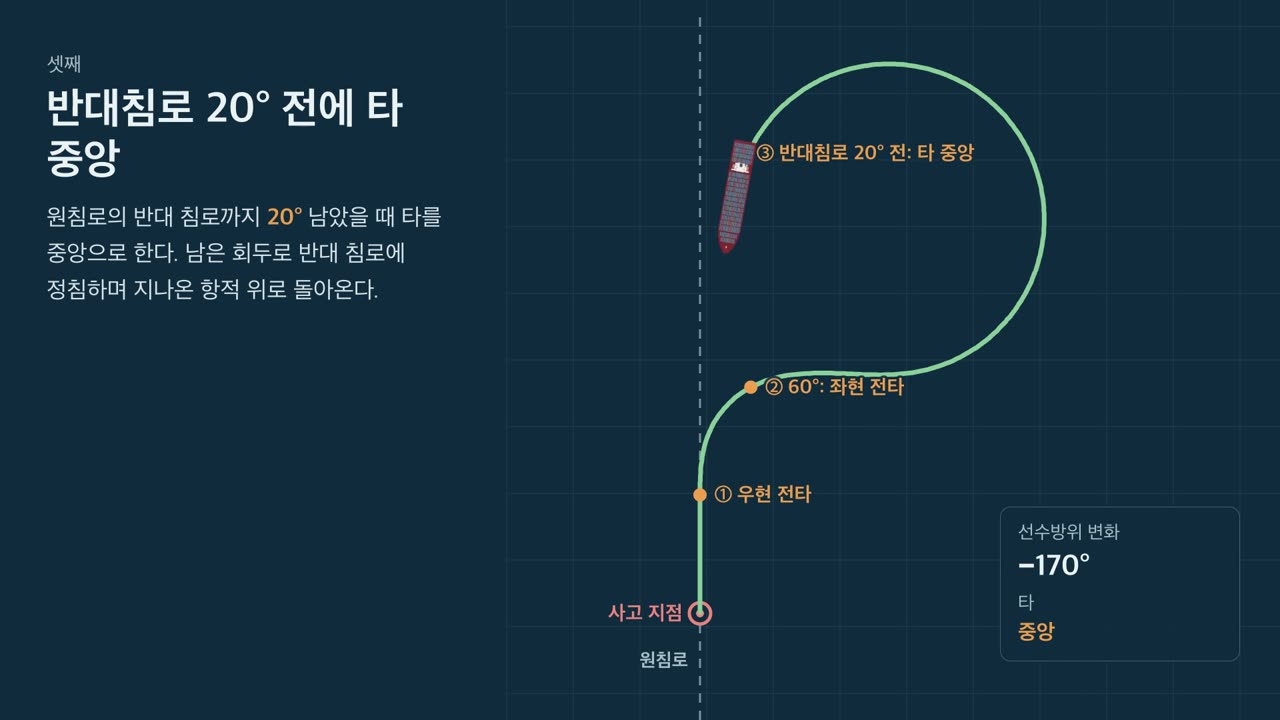 셋째
반대침로 20° 전에 타
중앙
원침로의 반대 침로까지 20° 남았을 때 타를
중앙으로 한다. 남은 회두로 반대 침로에
정침하며 지나온 항적 위로 돌아온다.
③ 반대침로 20° 전: 타 중앙
② 60°: 좌현 전타
① 우현 전타
사고 지점
원침로
선수방위 변화
−170°
타
중앙